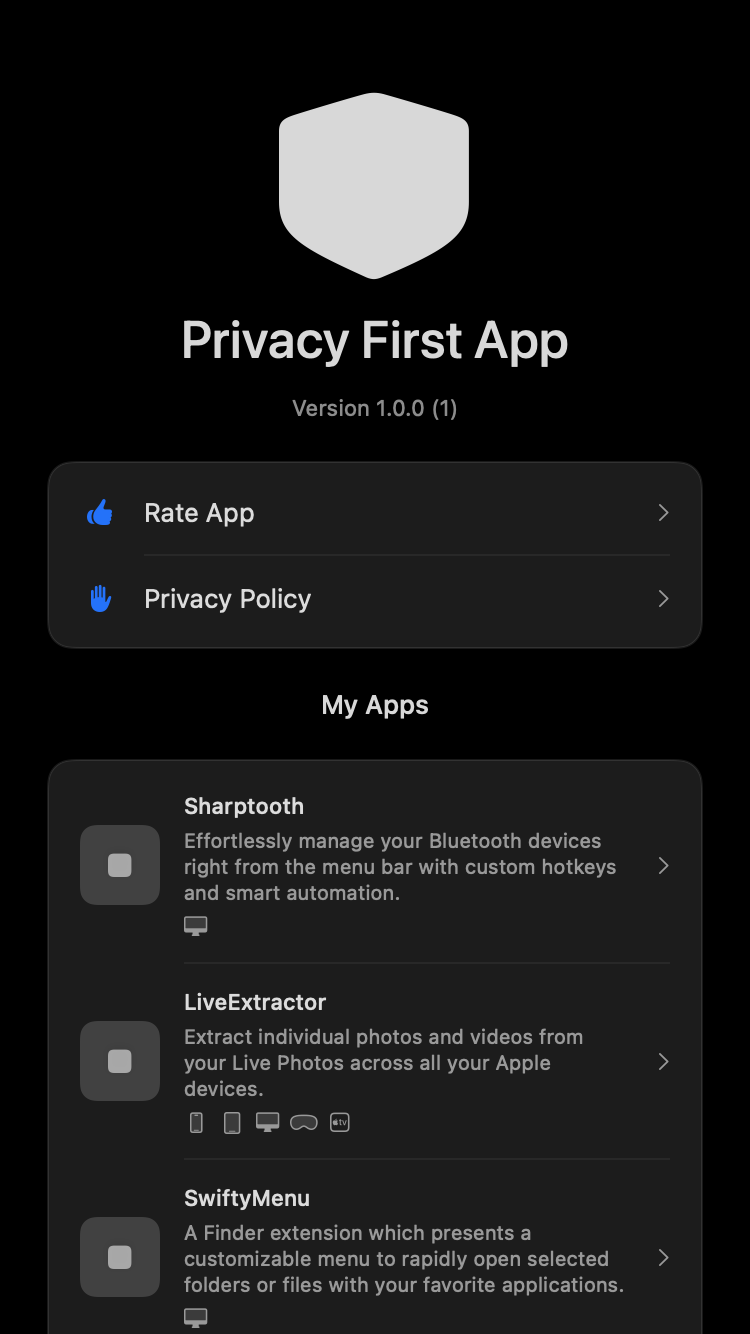 Privacy First App
Version 1.0.0 (1)
Rate App
Privacy Policy
My Apps
Sharptooth
Effortlessly manage your Bluetooth devices
right from the menu bar with custom hotkeys
and smart automation.
LiveExtractor
Extract individual photos and videos from
your Live Photos across all your Apple
devices.
tv
SwiftyMenu
A Finder extension which presents a
customizable menu to rapidly open selected
folders or files with your favorite applications.